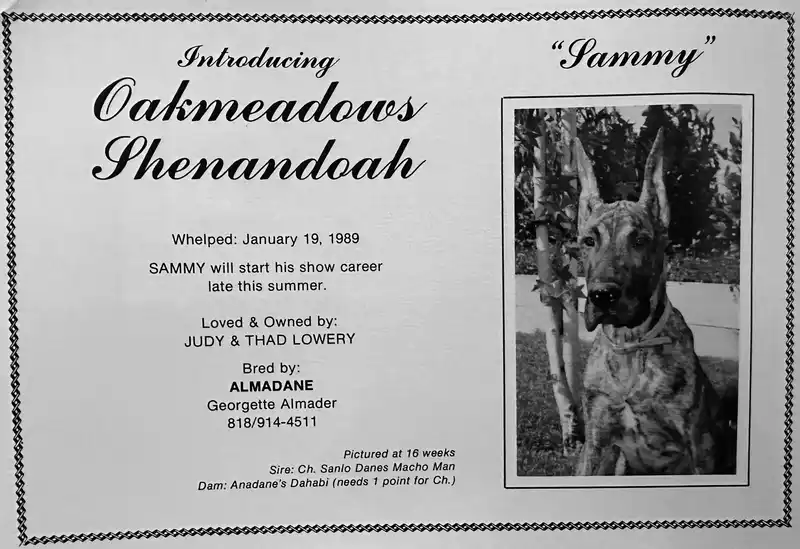 Introducing
Oakmeadows
Shenandoah
"Sammy"
Whelped: January 19, 1989
SAMMY will start his show career
late this summer.
Loved & Owned by:
JUDY & THAD LOWERY
Bred by:
ALMADANE
Georgette Almader
818/914-4511
Pictured at 16 weeks
Sire: Ch. Sanlo Danes Macho Man
Dam: Anadane's Dahabi (needs 1 point for Ch.)